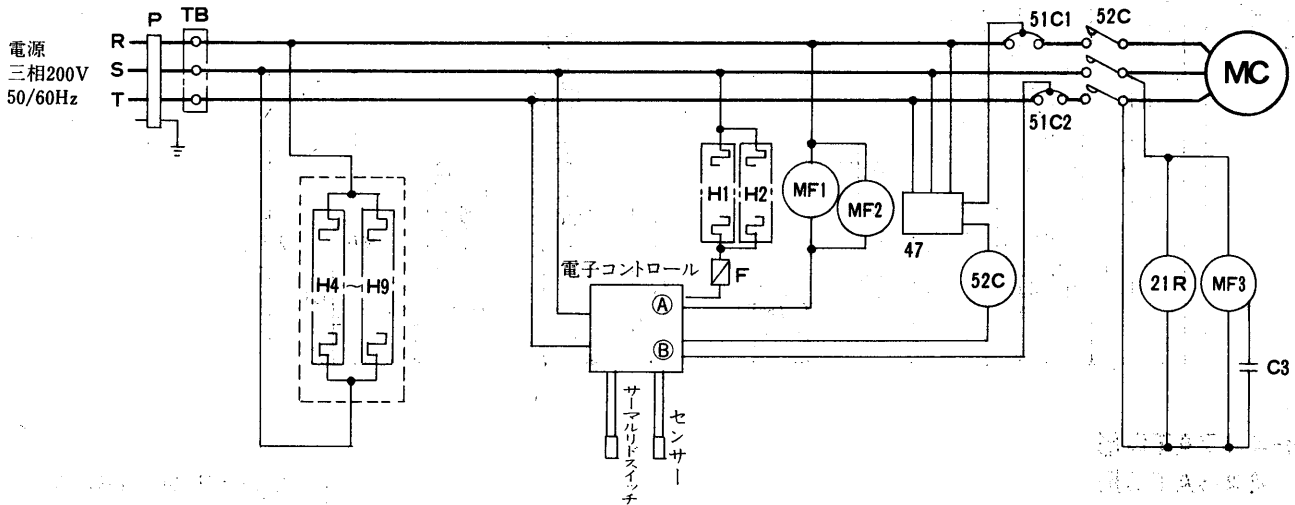 電源
三相200V
50/60Hz
P
TB
R
S
T
51C1
52C
MC
51C2
H1
H2
MF1
MF2
47
52C
電子コントロール
F
H4～H9
Ⓐ
Ⓑ
21R
MF3
C3
サーマルリドスイッチ
センサー